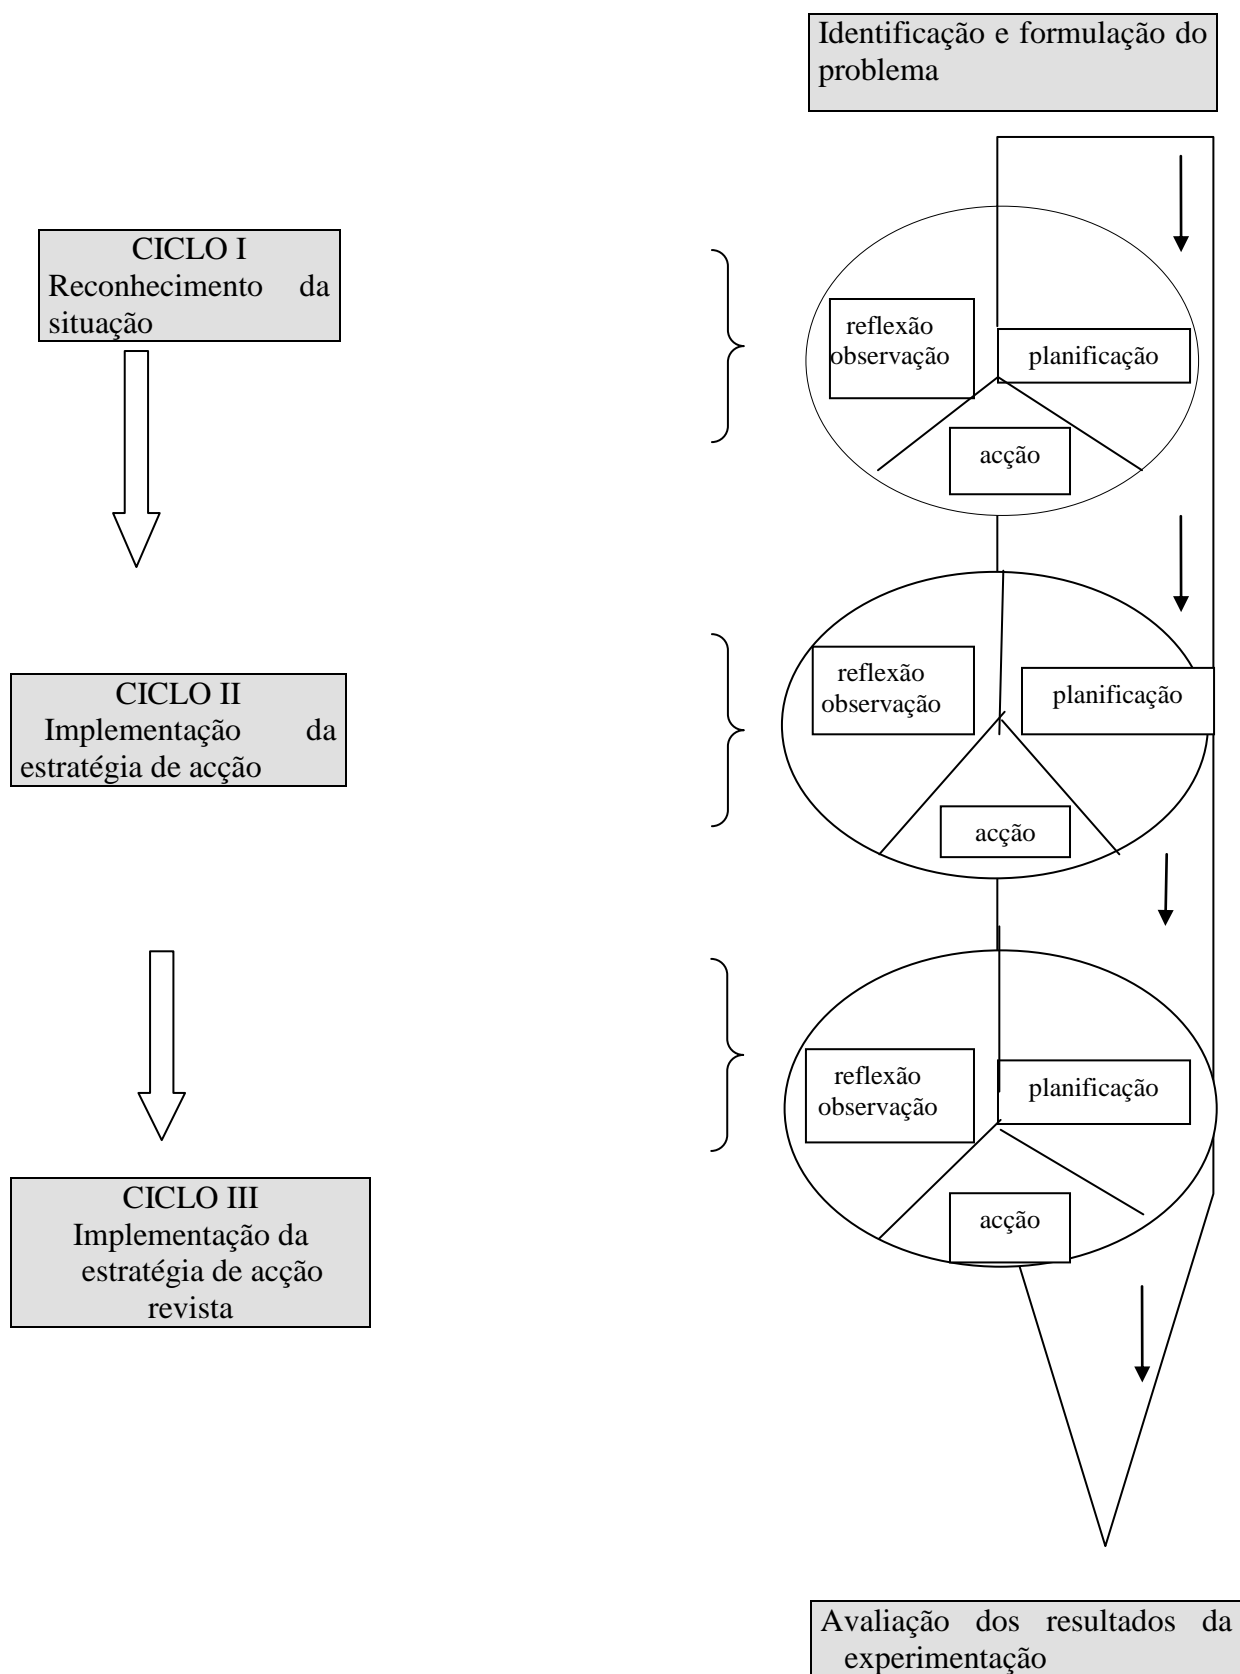 Identificação e formulação do
problema
CICLO I
Reconhecimento da
situação
reflexão
observação
planificação
acção
CICLO II
Implementação da
estratégia de acção
reflexão
observação
planificação
acção
CICLO III
Implementação da
estratégia de acção
revista
reflexão
observação
planificação
acção
Avaliação dos resultados da
experimentação